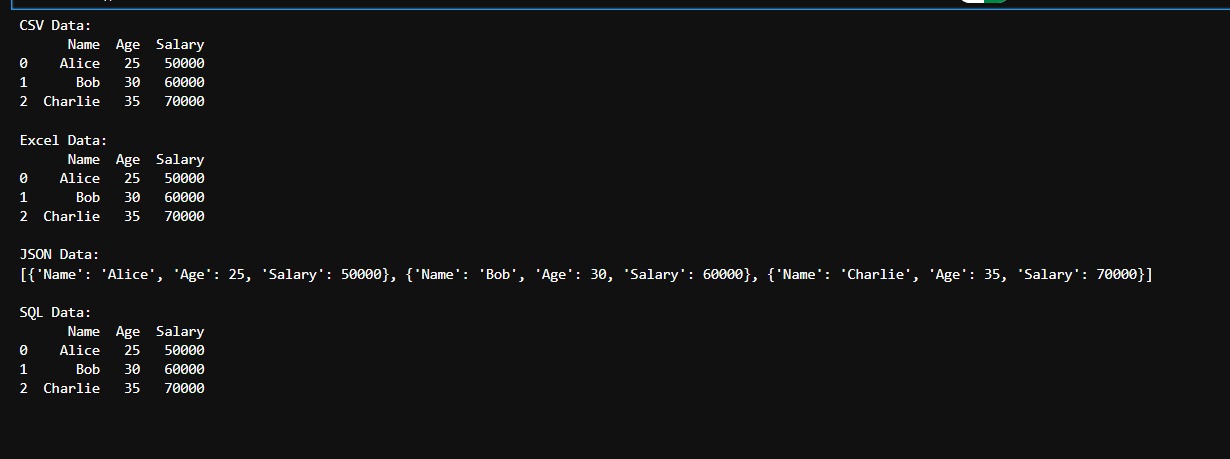 CSV Data:
      Name  Age  Salary
0    Alice   25   50000
1      Bob   30   60000
2  Charlie   35   70000

Excel Data:
      Name  Age  Salary
0    Alice   25   50000
1      Bob   30   60000
2  Charlie   35   70000

JSON Data:
[{'Name': 'Alice', 'Age': 25, 'Salary': 50000}, {'Name': 'Bob', 'Age': 30, 'Salary': 60000}, {'Name': 'Charlie', 'Age': 35, 'Salary': 70000}]

SQL Data:
      Name  Age  Salary
0    Alice   25   50000
1      Bob   30   60000
2  Charlie   35   70000